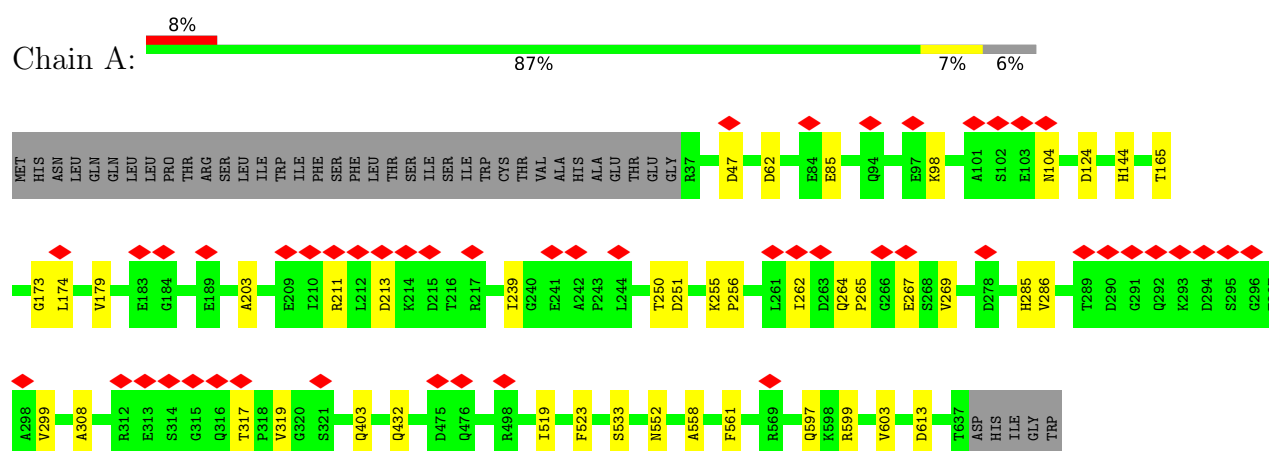 8%
Chain A:
87% 7% 6%
MET HIS ASN LEU GLN GLN LEU LEU PRO THR ARG SER LEU ILE TRP ILE PHE SER PHE LEU THR SER ILE SER ILE TRP CYS THR VAL ALA HIS ALA GLU THR GLU GLY R37 D47 D62 E84 E85 Q94 E97 K98 A101 S102 E103 N104 D124 H144 T165
G173 L174 V179 E183 G184 E189 A203 E209 I210 R211 L212 D213 K214 D215 T216 R217 I239 G240 E241 A242 P243 L244 T250 D251 K255 P256 L261 I262 D263 Q264 P265 G266 E267 S268 V269 D278 H285 V286 T289 D290 G291 Q292 K293 D294 S295 G296
A298 V299 A308 R312 E313 S314 G315 Q316 T317 P318 V319 G320 S321 Q403 Q432 D475 Q476 R498 I519 F523 S533 N552 A558 F561 R569 Q597 K598 R599 V603 D613 T637 ASP HIS ILE GLY TRP